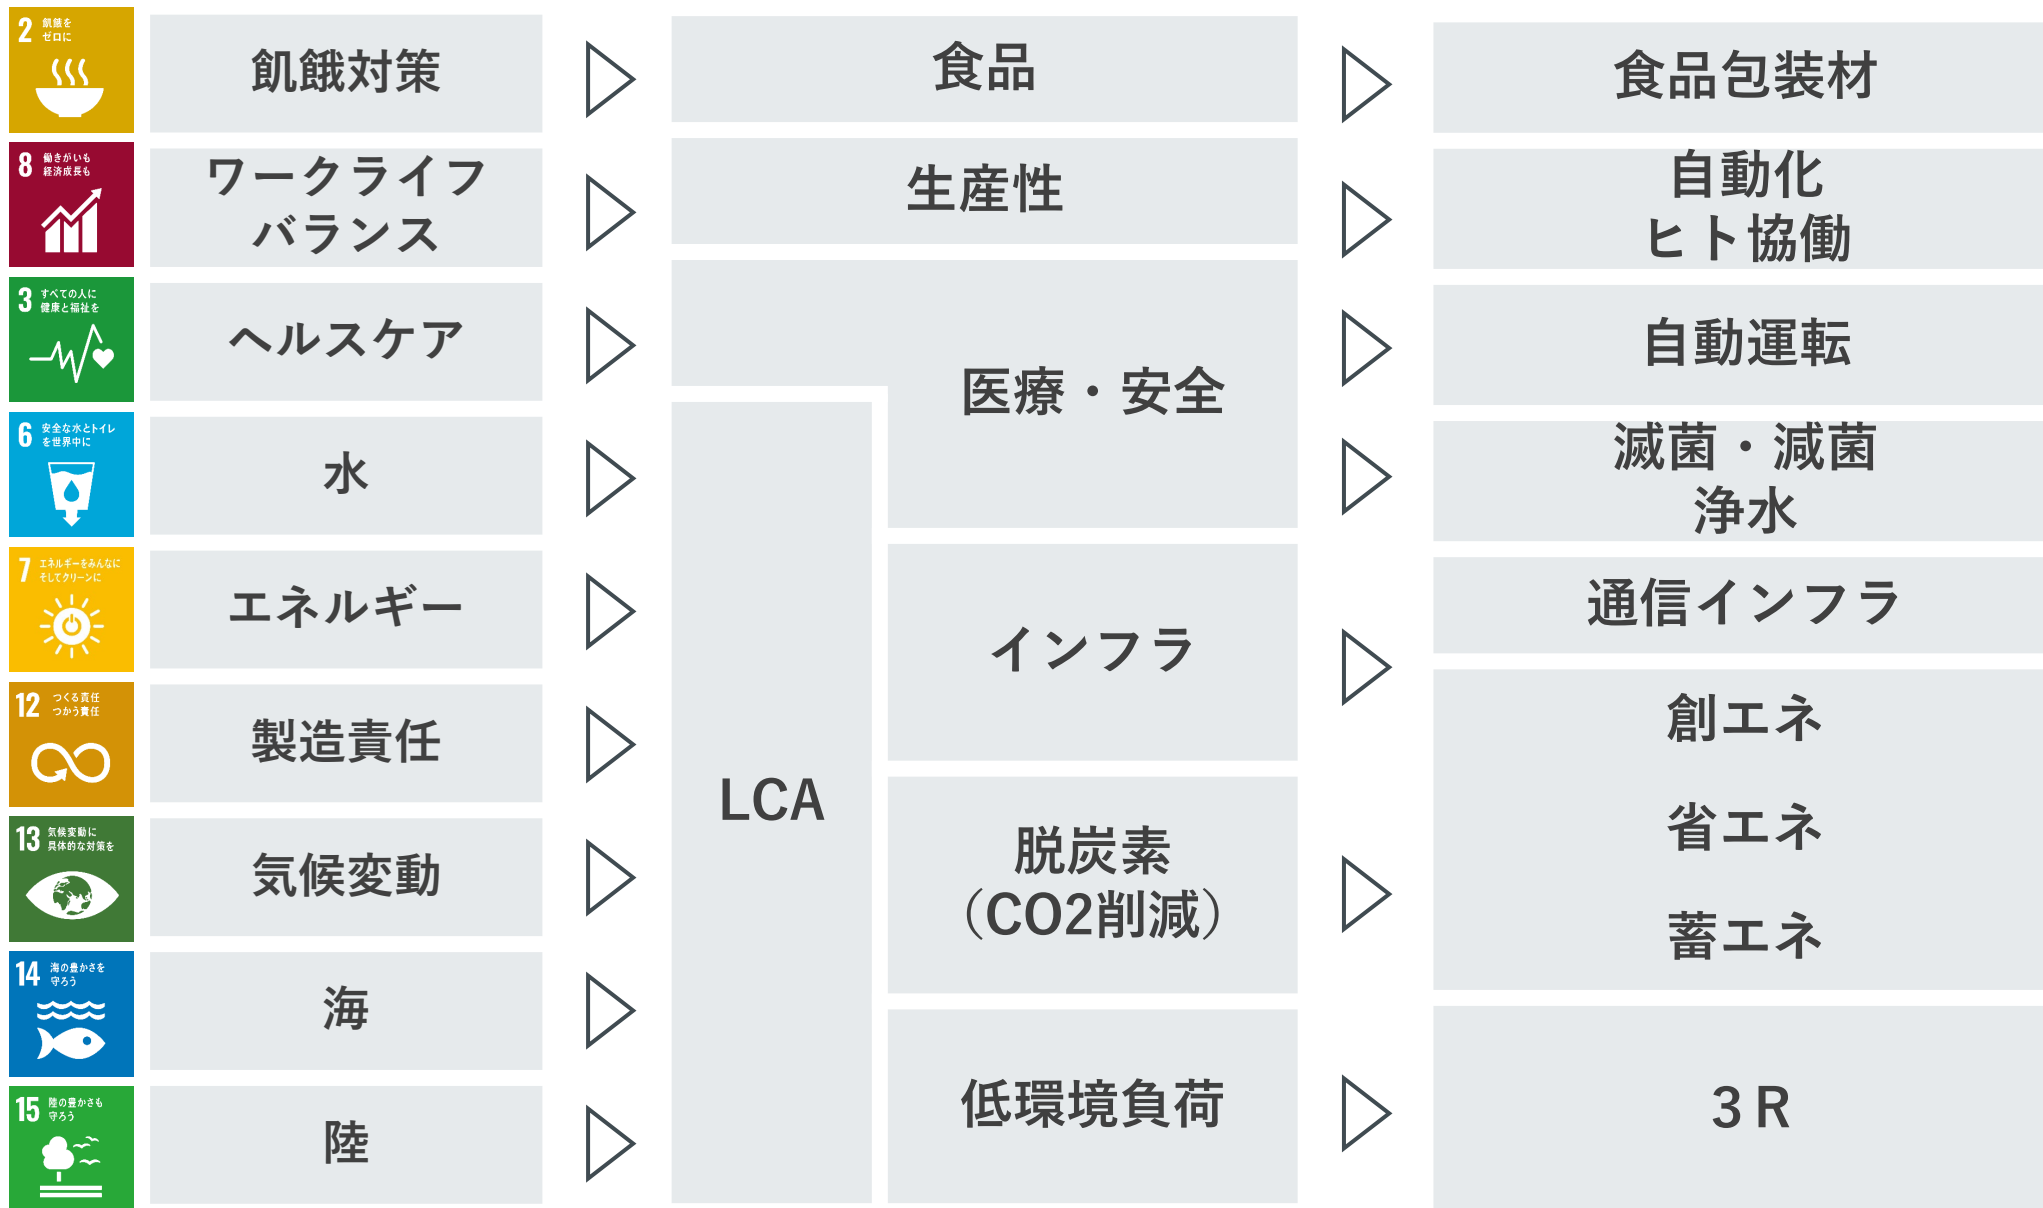 2
飢餓を
ゼロに
飢餓対策
食品
食品包装材
8
働きがいも
経済成長も
ワークライフ
バランス
生産性
自動化
ヒト協働
3
すべての人に
健康と福祉を
ヘルスケア
医療・安全
自動運転
6
安全な水とトイレ
を世界中に
水
滅菌・減菌
浄水
7
エネルギーをみんなに
そしてクリーンに
エネルギー
インフラ
通信インフラ
12
つくる責任
つかう責任
製造責任
LCA
創エネ
省エネ
蓄エネ
13
気候変動に
具体的な対策を
気候変動
脱炭素
（CO2削減）
14
海の豊かさを
守ろう
海
低環境負荷
３Ｒ
15
陸の豊かさも
守ろう
陸